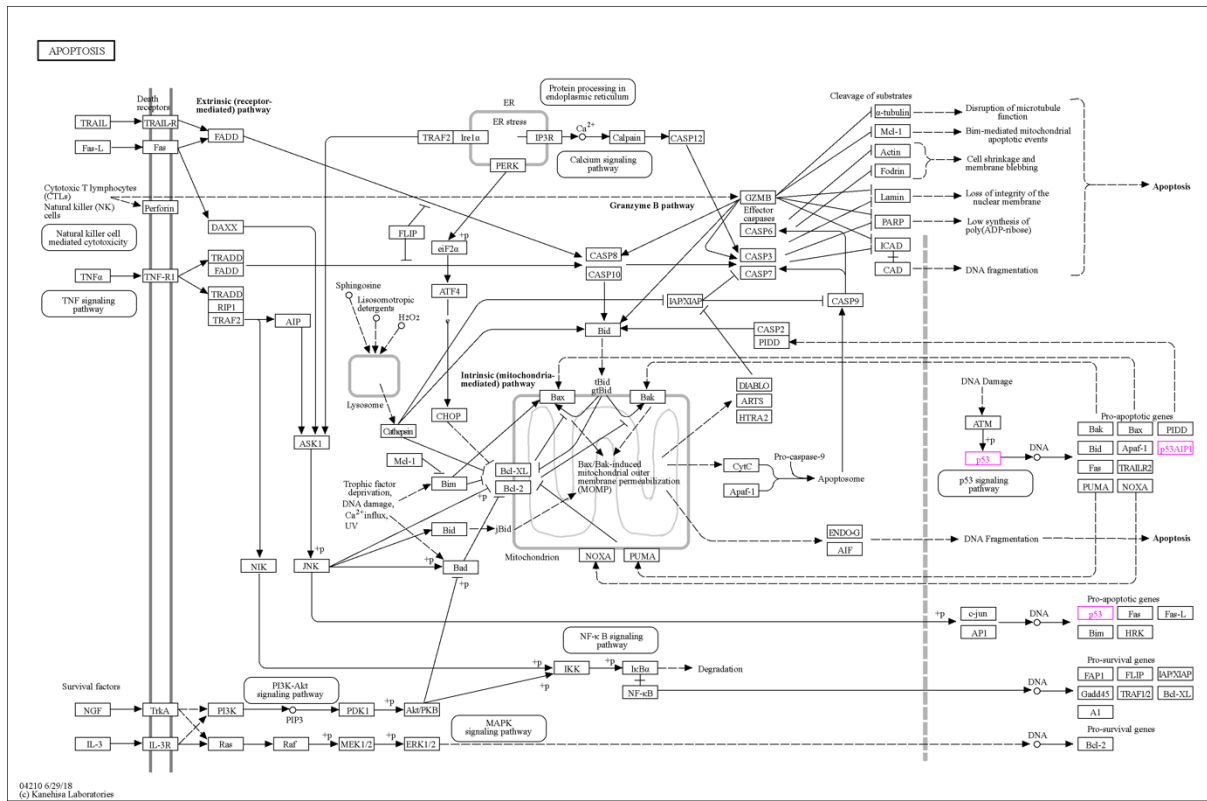 APOPTOSIS
Death
receptors
Extrinsic (receptor-
mediated) pathway
TRAIL
TRAIL-R
Fas-L
Fas
FADD
Cytotoxic T lymphocytes
(CTLs)
Natural killer (NK)
cells
Perforin
Natural killer cell
mediated cytotoxicity
DAXX
TNFα
TNF-R1
TNF signaling
pathway
TRADD
FADD
TRADD
RIP1
TRAF2
AIP
ER
ER stress
TRAF2
Ire1α
IP3R
PERK
Protein processing in
endoplasmic reticulum
Ca2+
Calpain
CASP12
Calcium signaling
pathway
Granzyme B pathway
GZMB
FLIP
+p
eiF2α
ATF4
CHOP
CASP8
CASP10
Effector
caspases
CASP6
CASP3
CASP7
Cleavage of substrates
α-tubulin
Disruption of microtubule
function
Mcl-1
Bim-mediated mitochondrial
apoptotic events
Actin
Fodrin
Cell shrinkage and
membrane blebbing
Lamin
Loss of integrity of the
nuclear membrane
PARP
Low synthesis of
poly(ADP-ribose)
ICAD
CAD
DNA fragmentation
Apoptosis
Sphingosine
Lisosomotropic
detergents
H2O2
Lysosome
Cathepsin
IAP/XIAP
CASP9
Bid
CASP2
PIDD
Intrinsic (mitochondria-
mediated) pathway
tBid
gtBid
Bax
Bak
DIABLO
ARTS
HTRA2
ASK1
Mcl-1
Bim
Bcl-XL
Bcl-2
+p
Bax/Bak-induced
mitochondrial outer
membrane permeabilization
(MOMP)
Trophic factor
deprivation,
DNA damage,
Ca2+ influx,
UV
Bid
jBid
Mitochondrion
CytC
Apaf-1
Pro-caspase-9
Apoptosome
ENDO-G
AIF
DNA Fragmentation
Apoptosis
DNA Damage
ATM
+p
p53
p53 signaling
pathway
DNA
Pro-apoptotic genes
Bak
Bax
PIDD
Bid
Apaf-1
p53AIP1
Fas
TRAILR2
PUMA
NOXA
NIK
+p
JNK
Bad
+p
NOXA
PUMA
+p
c-jun
AP1
DNA
Pro-apoptotic genes
p53
Fas
Fas-L
Bim
HRK
NF-κ B signaling
pathway
+p
IKK
+p
+p
IκBα
NF-κB
Degradation
DNA
Pro-survival genes
FAP1
FLIP
IAP/XIAP
Gadd45
TRAF1/2
Bcl-XL
A1
Survival factors
NGF
TrkA
PI3K
PI3K-Akt
signaling pathway
PIP3
PDK1
+p
Akt/PKB
IL-3
IL-3R
Ras
Raf
+p
MEK1/2
+p
ERK1/2
MAPK
signaling pathway
DNA
Pro-survival genes
Bcl-2
04210 6/29/18
(c) Kanehisa Laboratories